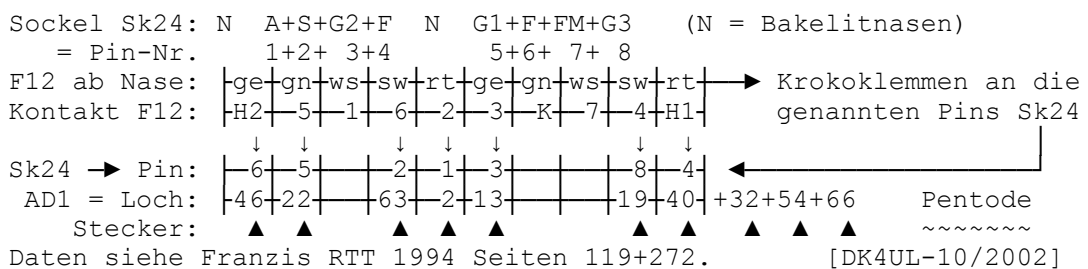 Sockel Sk24: N  A+S+G2+F  N  G1+F+FM+G3  (N = Bakelitnasen)
= Pin-Nr.  1+2+ 3+4  5+6+ 7+ 8
F12 ab Nase: ├ge┼gn┼ws┼sw┼rt┼ge┼gn┼ws┼sw┼rt┼──► Krokoklemmen an die
Kontakt F12: ├H2┼─5┼─1┼─6┼─2┼─3┼─K┼─7┼─4┼H1┤ genannten Pins Sk24
↓ ↓ ↓ ↓ ↓ ↓ ↓
Sk24 ─► Pin: ├─6┼─5┼──┼─2┼─1┼─3┼──┼──┼─8┼─4┤ ◄
AD1 = Loch: ├46┼22┼──┼63┼─2┼13┼──┼──┼19┼40┤+32+54+66 Pentode
Stecker: ▲ ▲ ▲ ▲ ▲ ▲ ▲ ▲ ▲ ▲ ~~~~~~~
Daten siehe Franzis RTT 1994 Seiten 119+272. [DK4UL-10/2002]